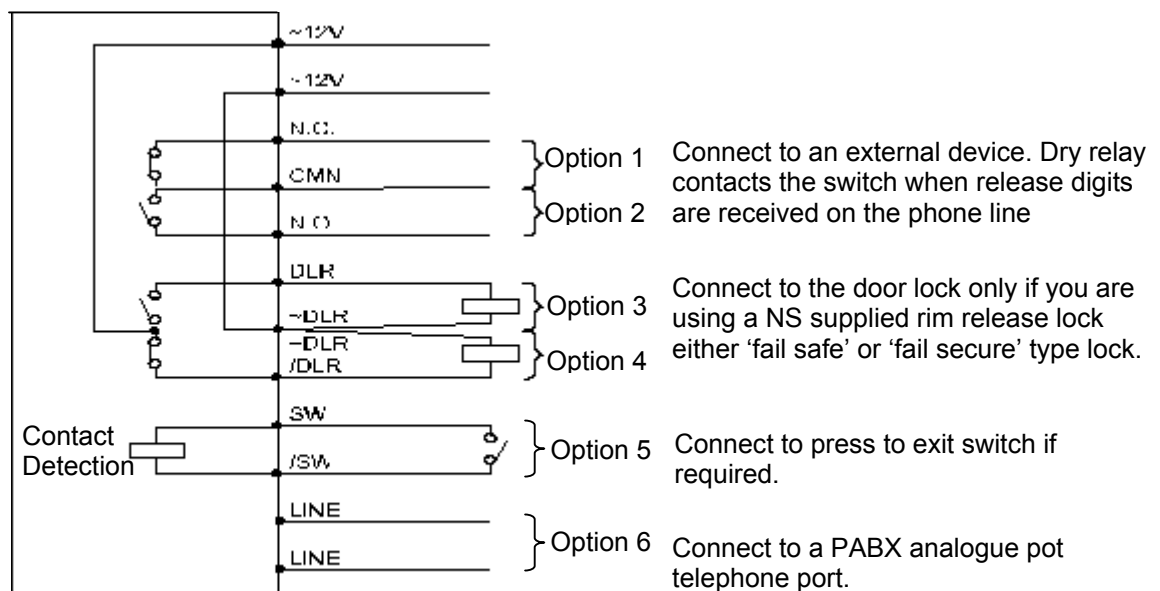 ~12V
~12V
N.C.
CMN
N.O.
DLR
~DLR
~DLR
/DLR
SW
/SW
LINE
LINE
Contact
Detection
Option 1
Option 2
Option 3
Option 4
Option 5
Option 6
Connect to an external device. Dry relay
contacts the switch when release digits
are received on the phone line
Connect to the door lock only if you are
using a NS supplied rim release lock
either ‘fail safe’ or ‘fail secure’ type lock.
Connect to press to exit switch if
required.
Connect to a PABX analogue pot
telephone port.